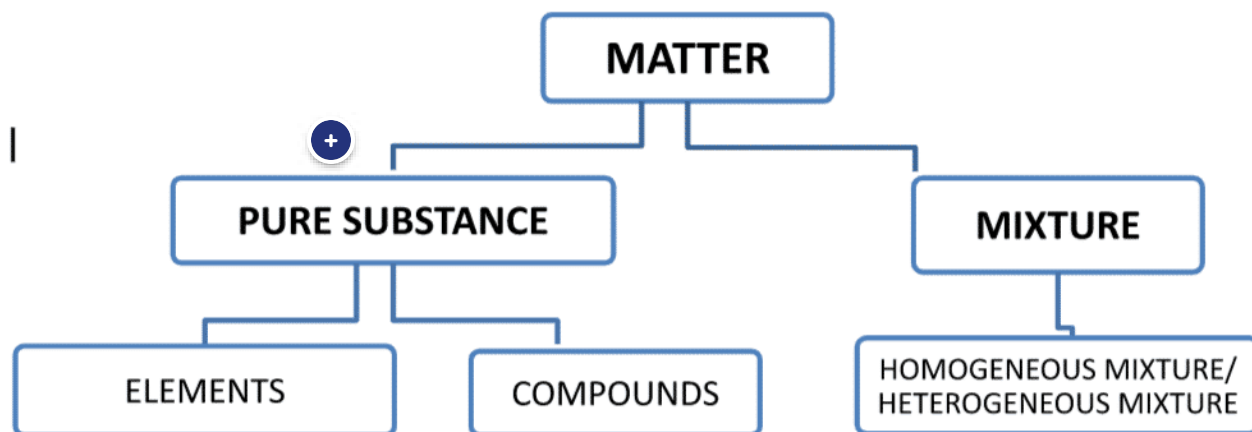 MATTER
+
PURE SUBSTANCE
MIXTURE
ELEMENTS
COMPOUNDS
HOMOGENEOUS MIXTURE/
HETEROGENEOUS MIXTURE